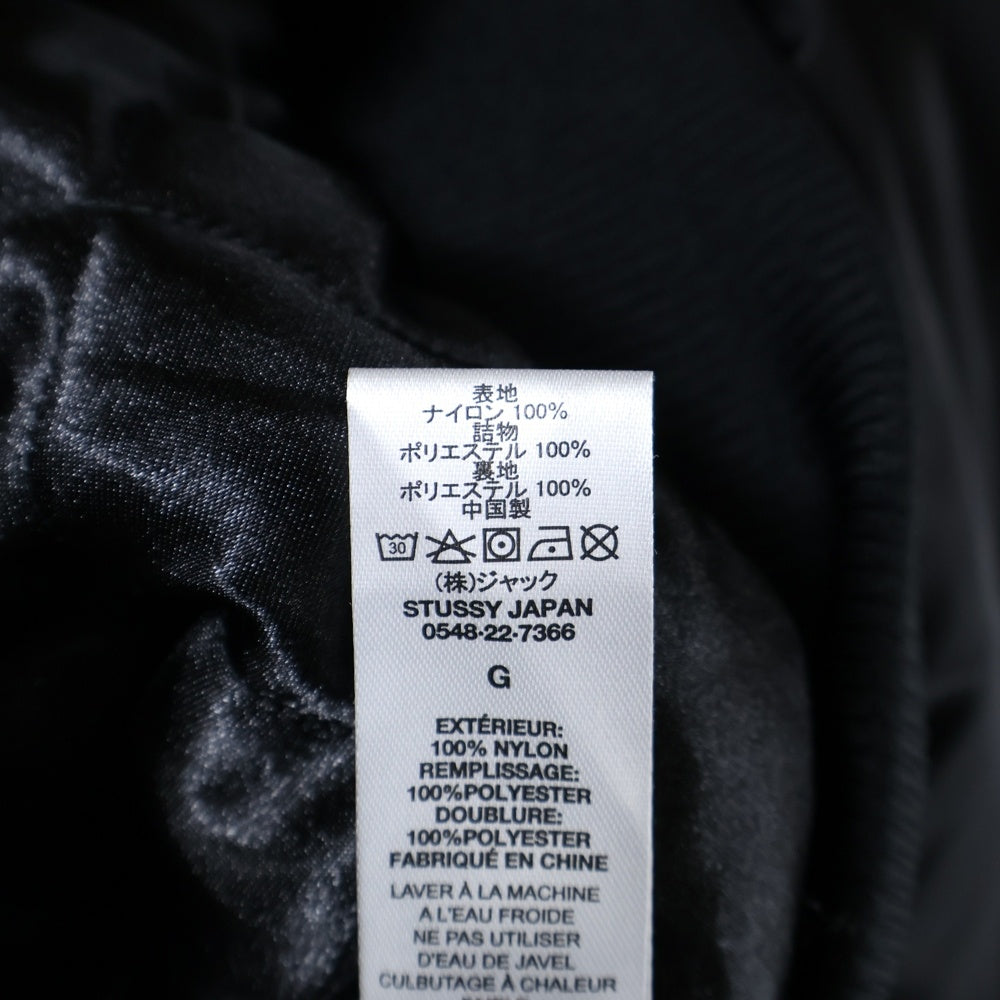 表地
ナイロン 100%
詰物
ポリエステル 100%
裏地
ポリエステル 100%
中国製
30
(株)ジャック
STUSSY JAPAN
0548-22-7366
G
EXTÉRIEUR:
100% NYLON
REMPLISSAGE:
100%POLYESTER
DOUBLURE:
100%POLYESTER
FABRIQUÉ EN CHINE
LAVER À LA MACHINE
A L'EAU FROIDE
NE PAS UTILISER
D'EAU DE JAVEL
CULBUTAGE À CHALEUR